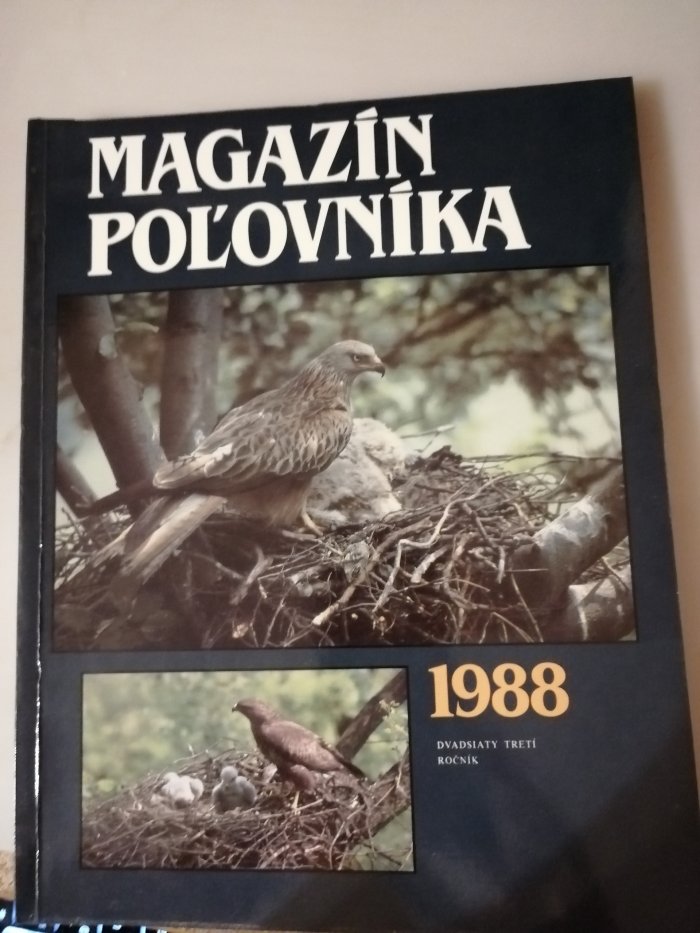 MAGAZÍN
POĽOVNÍKA
1988
DVADSIATY TRETÍ
ROČNÍK